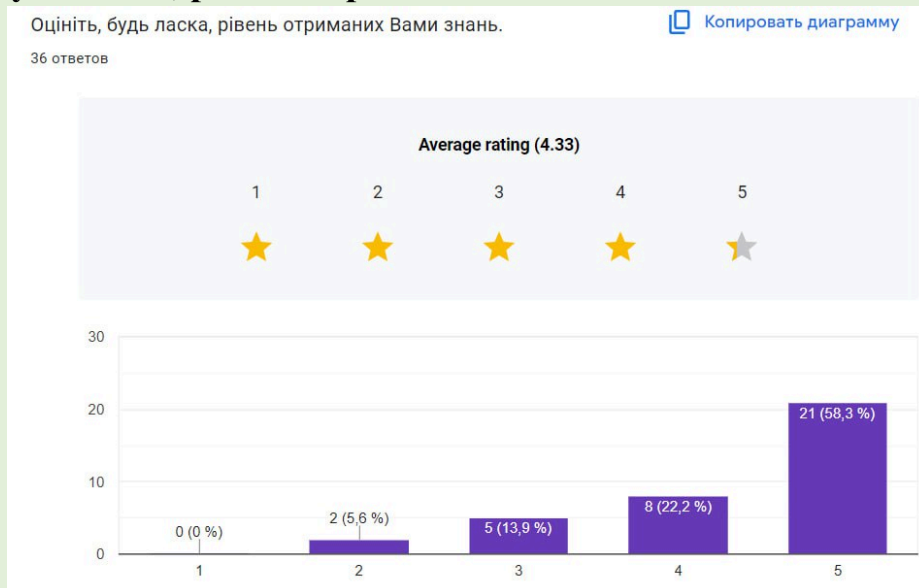 Оцініть, будь ласка, рівень отриманих Вами знань.
Копировать диаграмму
36 ответов
Average rating (4.33)
1 2 3 4 5
30
20
10
0
0 (0 %)
2 (5,6 %)
5 (13,9 %)
8 (22,2 %)
21 (58,3 %)
1 2 3 4 5